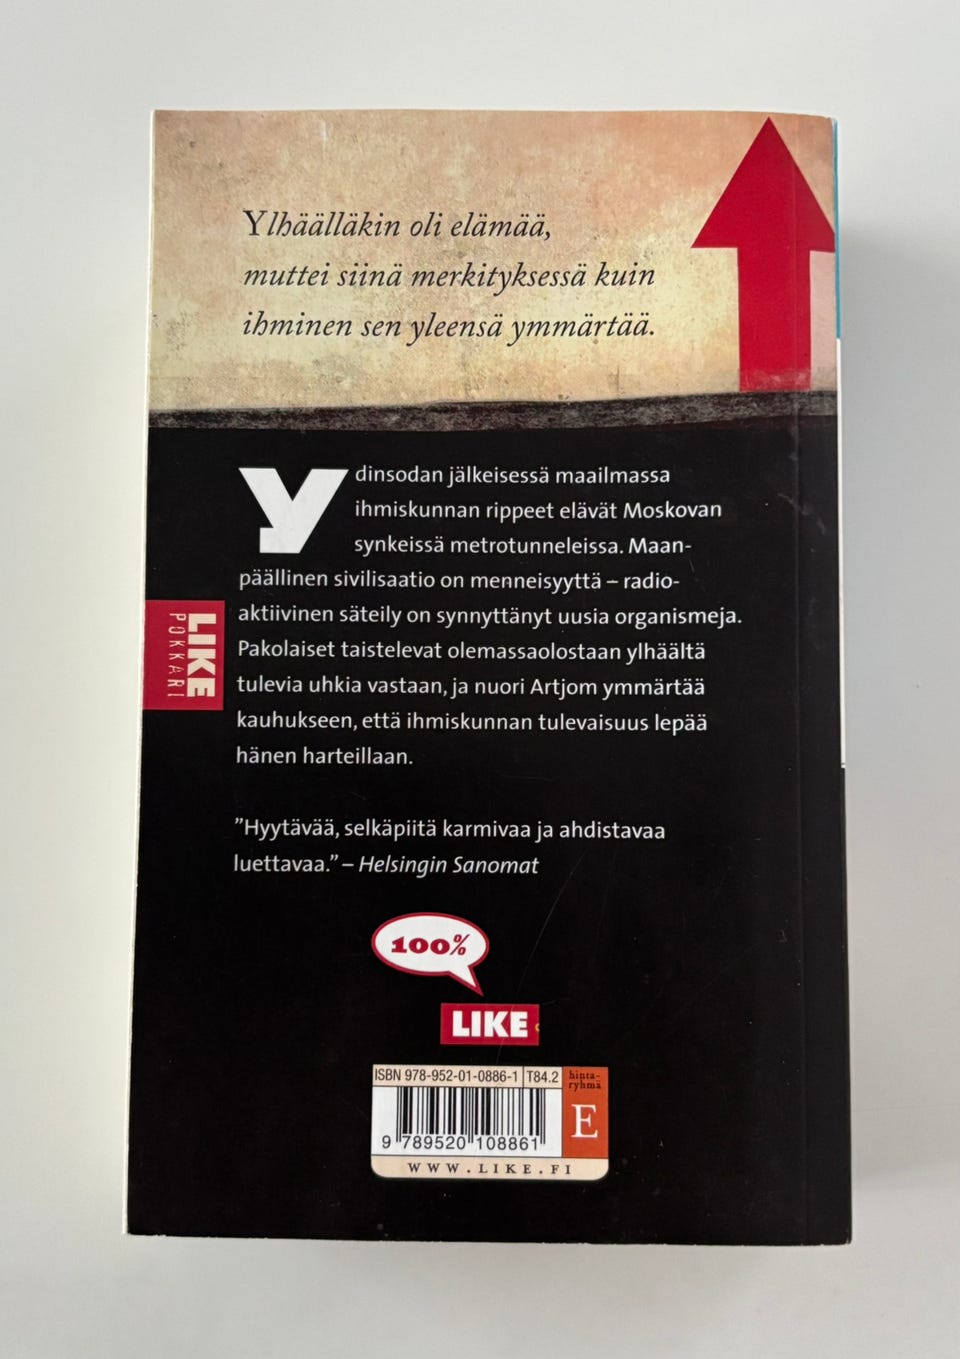 Ylhäälläkin oli elämää,
muttei siinä merkityksessä kuin
ihminen sen yleensä ymmärtää.
Ydinsodan jälkeisessä maailmassa
ihmiskunnan rippeet elävät Moskovan
synkeissä metrotunneleissa. Maan-
päällinen sivilisaatio on menneisyyttä – radio-
aktiivinen säteily on synnyttänyt uusia organismeja.
Pakolaiset taistelevat olemassaolostaan ylhäältä
tulevia uhkia vastaan, ja nuori Artjom ymmärtää
kauhukseen, että ihmiskunnan tulevaisuus lepää
hänen harteillaan.
LIKE
POKKARI
”Hyytävää, selkäpiitä karmivaa ja ahdistavaa
luettavaa.” – Helsingin Sanomat
100%
LIKE
ISBN 978-952-01-0886-1 T84.2
hinta-
ryhmä
E
9 789520 108861
WWW.LIKE.FI